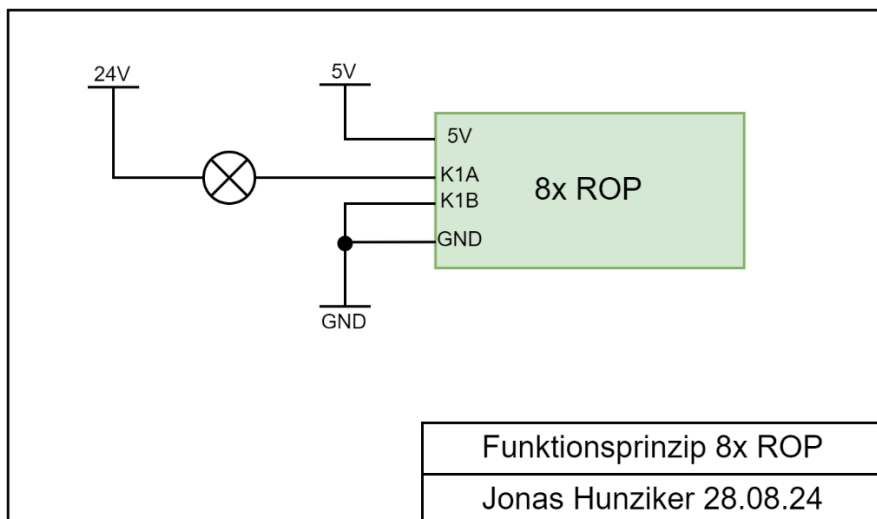 24V
5V
5V
K1A
8x ROP
K1B
GND
GND
Funktionsprinzip 8x ROP
Jonas Hunziker 28.08.24